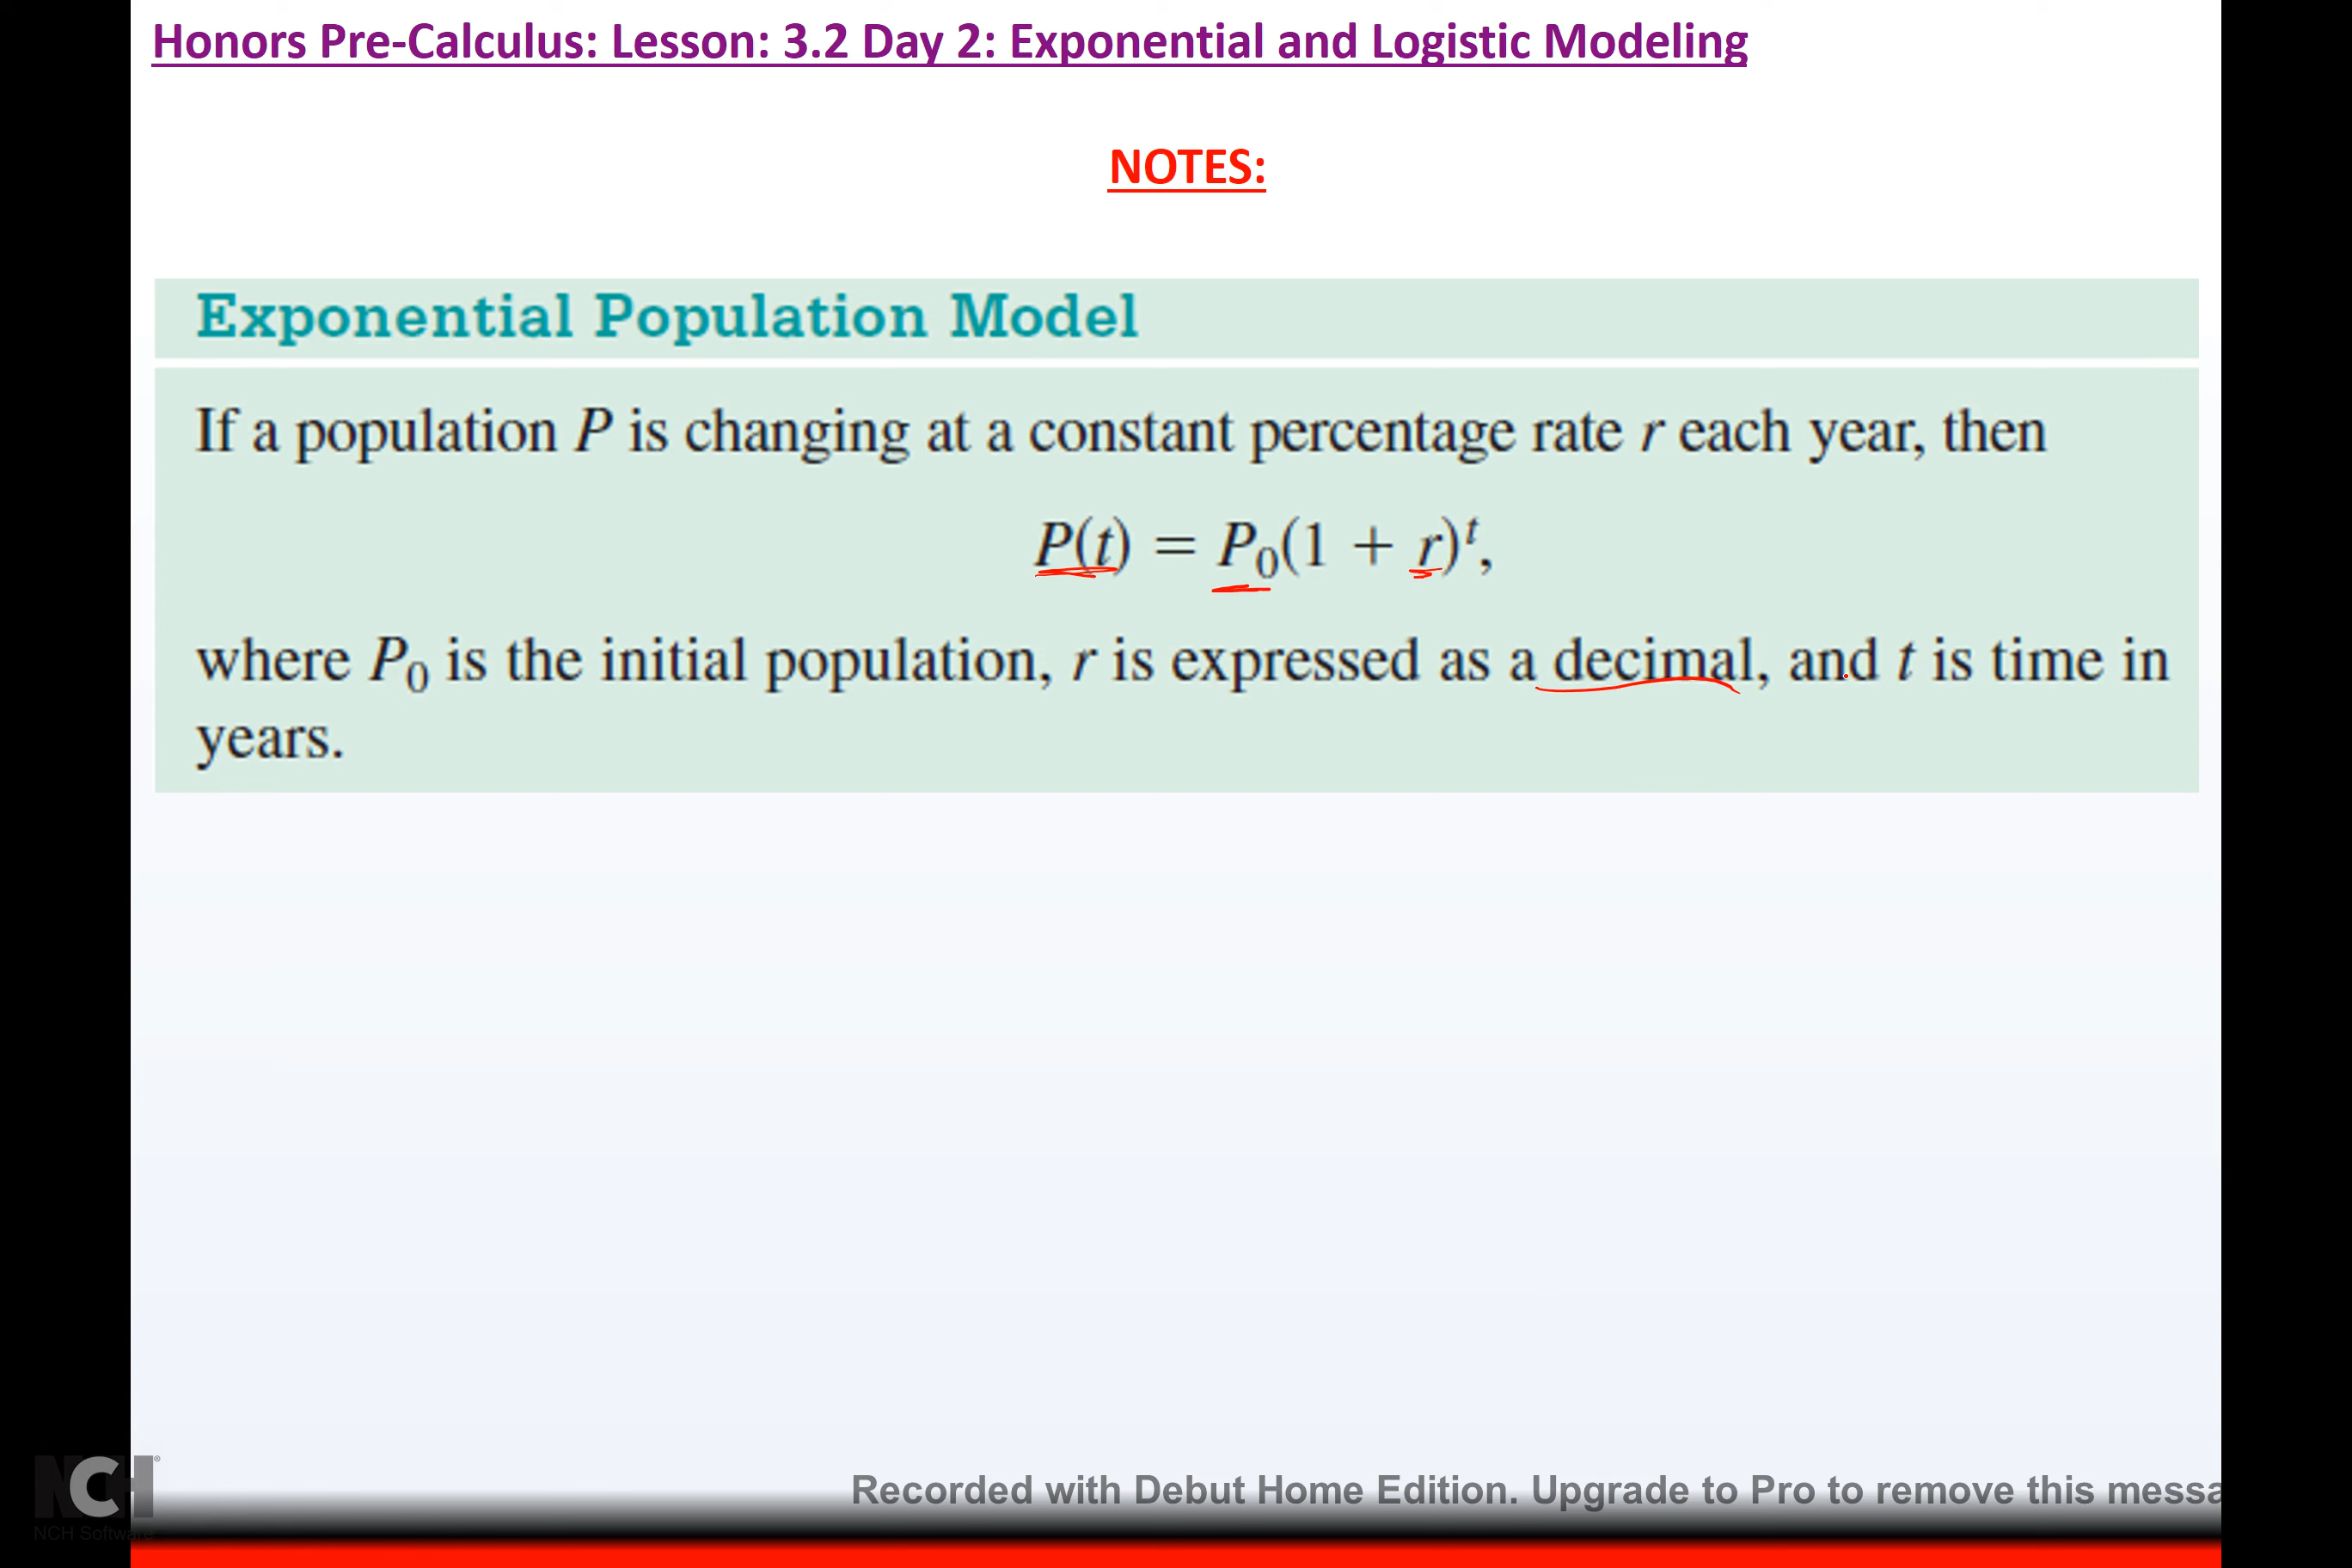 Honors Pre-Calculus: Lesson: 3.2 Day 2: Exponential and Logistic Modeling
NOTES:
Exponential Population Model
If a population P is changing at a constant percentage rate r each year, then
P(t) = P₀(1 + r)ᵗ,
where P₀ is the initial population, r is expressed as a decimal, and t is time in
years.
NCH®
NCH Software
Recorded with Debut Home Edition. Upgrade to Pro to remove this messa